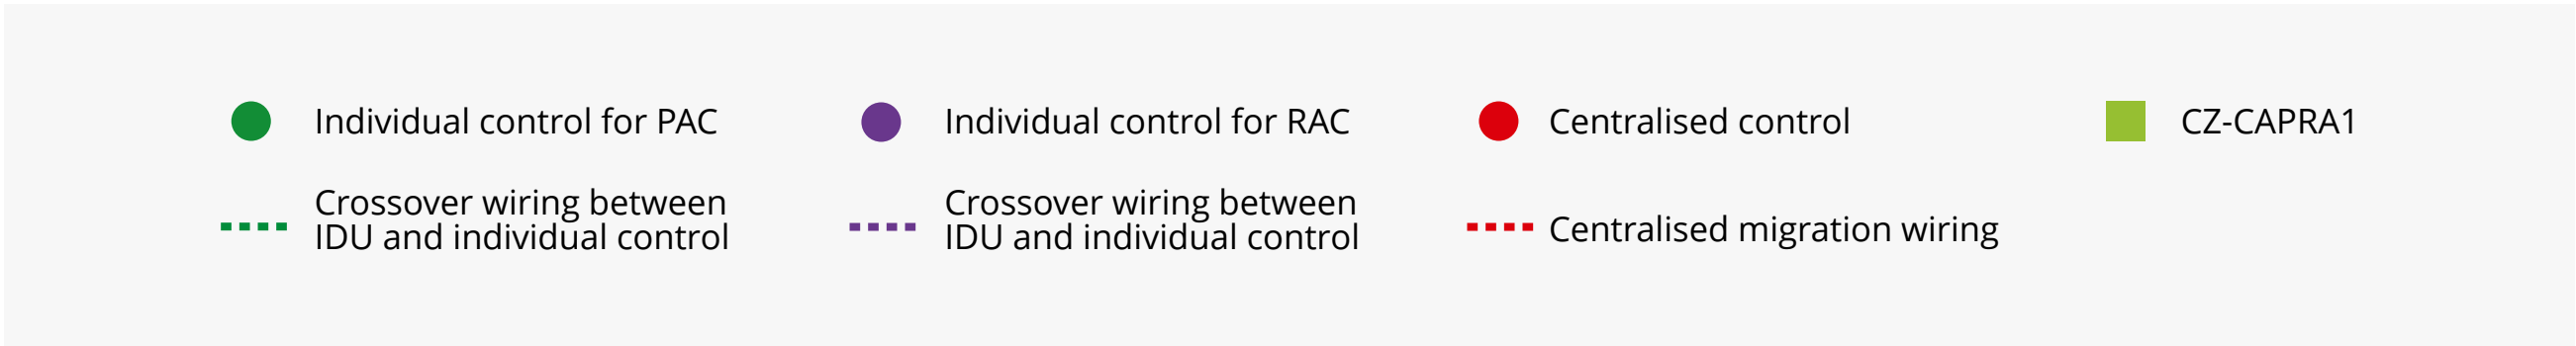 Individual control for PAC
Individual control for RAC
Centralised control
CZ-CAPRA1
Crossover wiring between
IDU and individual control
Crossover wiring between
IDU and individual control
Centralised migration wiring